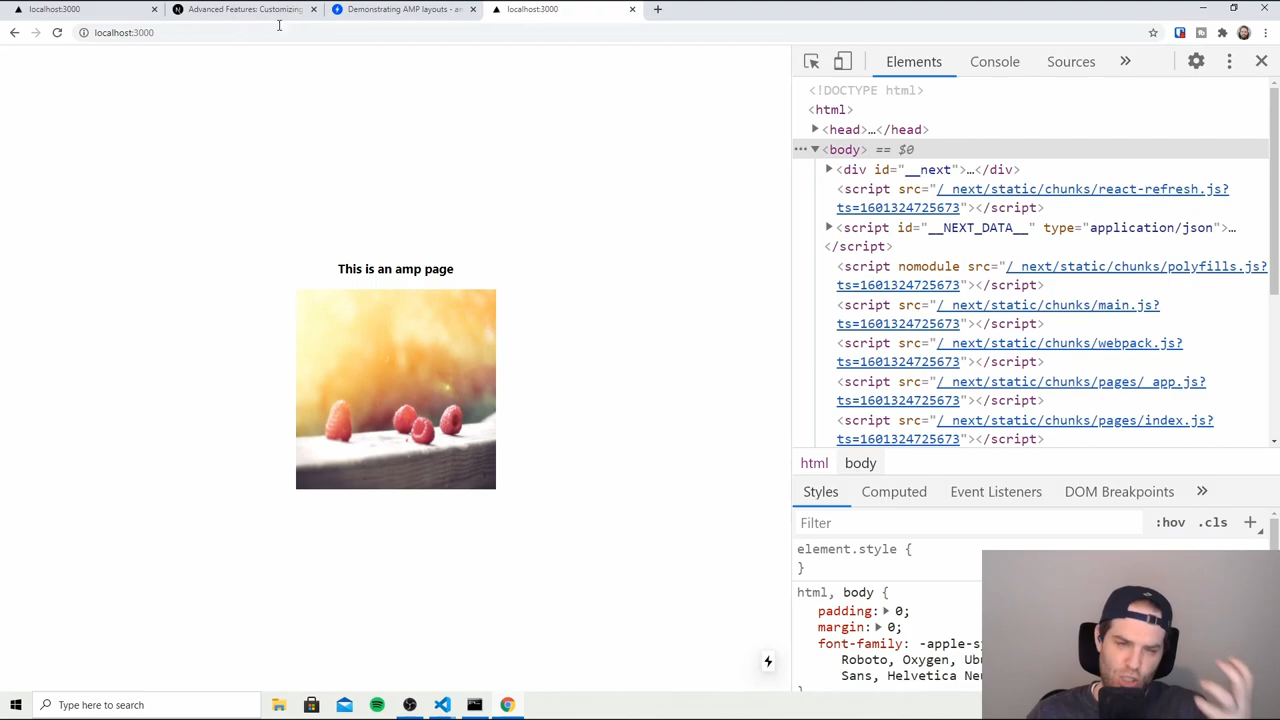 localhost:3000
Advanced Features: Customizing
Demonstrating AMP layouts - an
localhost:3000
localhost:3000
Elements
Console
Sources
<!DOCTYPE html>
<html>
<head>…</head>
<body> == $0
<div id="__next">…</div>
<script src="/_next/static/chunks/react-refresh.js?
ts=1601324725673"></script>
<script id="__NEXT_DATA__" type="application/json">…
</script>
<script nomodule src="/_next/static/chunks/polyfills.js?
ts=1601324725673"></script>
<script src="/_next/static/chunks/main.js?
ts=1601324725673"></script>
<script src="/_next/static/chunks/webpack.js?
ts=1601324725673"></script>
<script src="/_next/static/chunks/pages/_app.js?
ts=1601324725673"></script>
<script src="/_next/static/chunks/pages/index.js?
ts=1601324725673"></script>
This is an amp page
html
body
Styles
Computed
Event Listeners
DOM Breakpoints
Filter
:hov
.cls
element.style {
}
html, body {
padding: 0;
margin: 0;
font-family: -apple-sy
Roboto, Oxygen, Ubu
Sans, Helvetica Neu
Type here to search